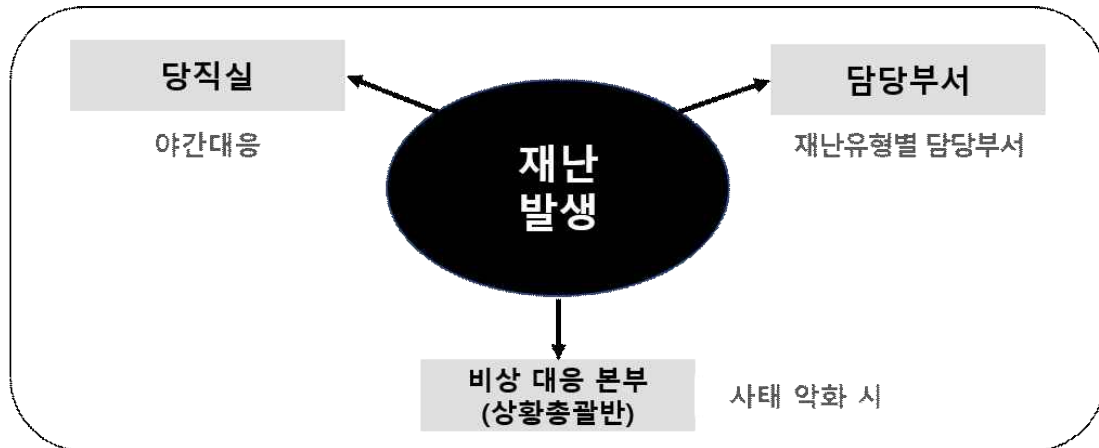 당직실
야간대응
담당부서
재난유형별 담당부서
재난
발생
비상 대응 본부
(상황총괄반)
사태 악화 시